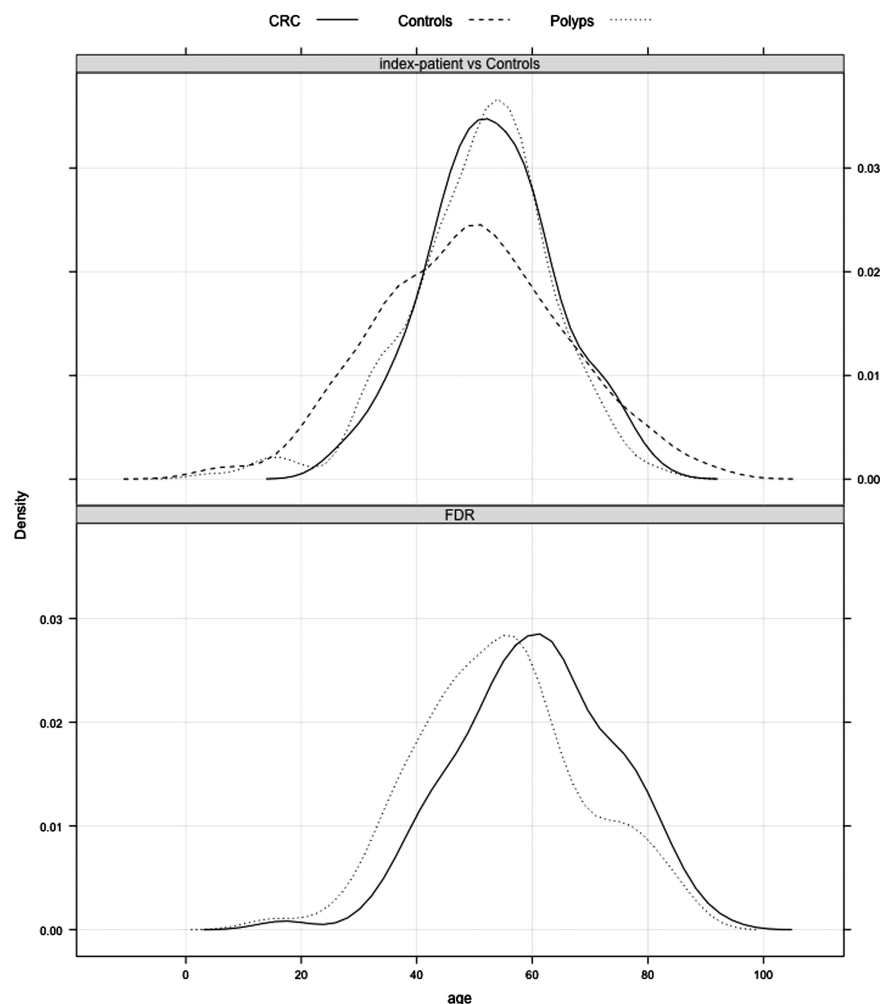 CRC Controls Polyps
index-patient vs Controls
0.03
0.02
0.01
0.00
Density
FDR
0.03
0.02
0.01
0.00
0 20 40 60 80 100
age